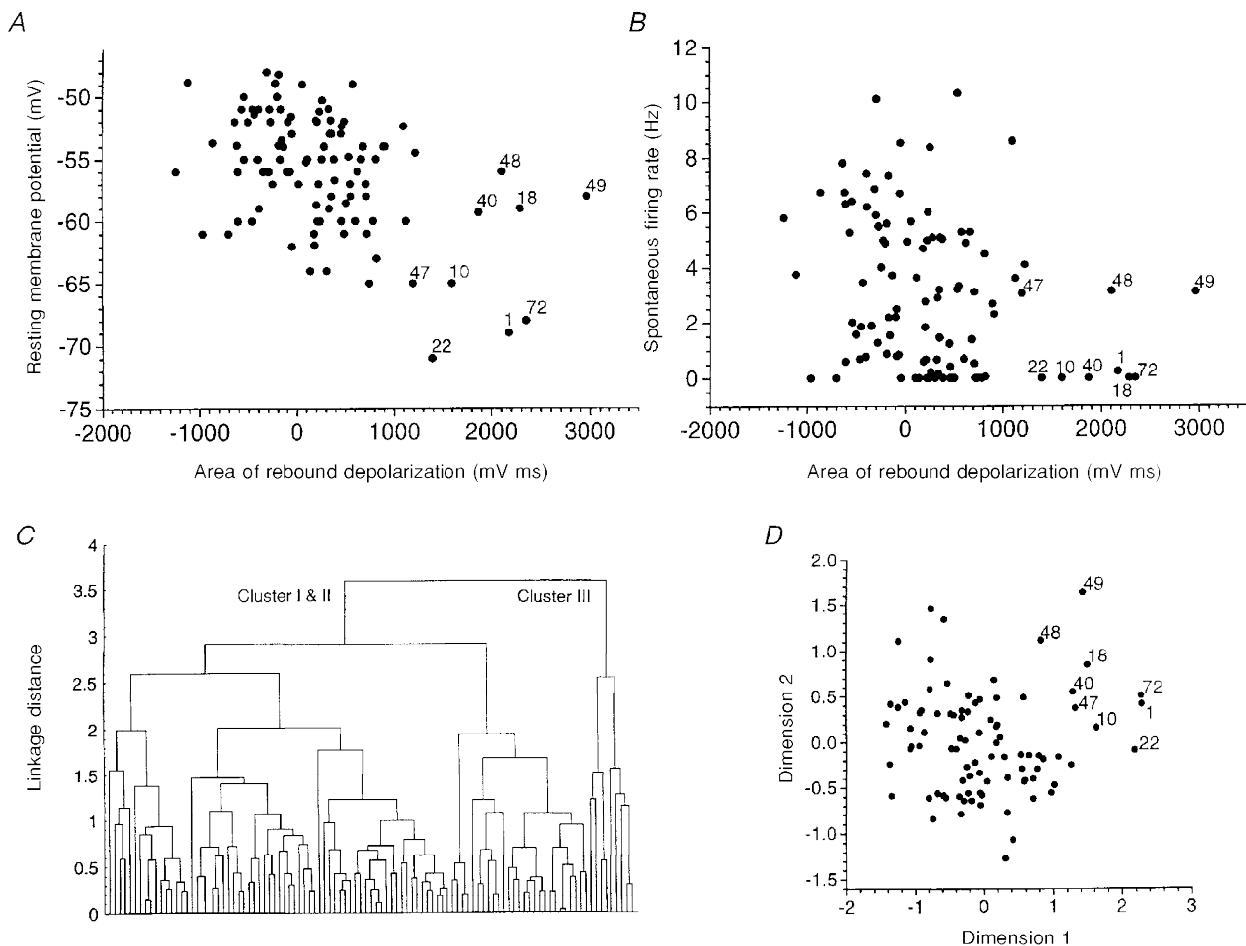 A
Resting membrane potential (mV)
-50
-55
-60
-65
-70
-75
-2000 -1000 0 1000 2000 3000
Area of rebound depolarization (mV ms)
48
49
40 18
47 10
72
1
22
B
Spontaneous firing rate (Hz)
12
10
8
6
4
2
0
-2000 -1000 0 1000 2000 3000
Area of rebound depolarization (mV ms)
47 48 49
22 10 40 1 72
18
C
Linkage distance
4
3.5
3
2.5
2
1.5
1
0.5
0
Cluster I & II
Cluster III
D
Dimension 2
2.0
1.5
1.0
0.5
0.0
-0.5
-1.0
-1.5
-2 -1 0 1 2 3
Dimension 1
49
48
18
40 72
47 1
10
22